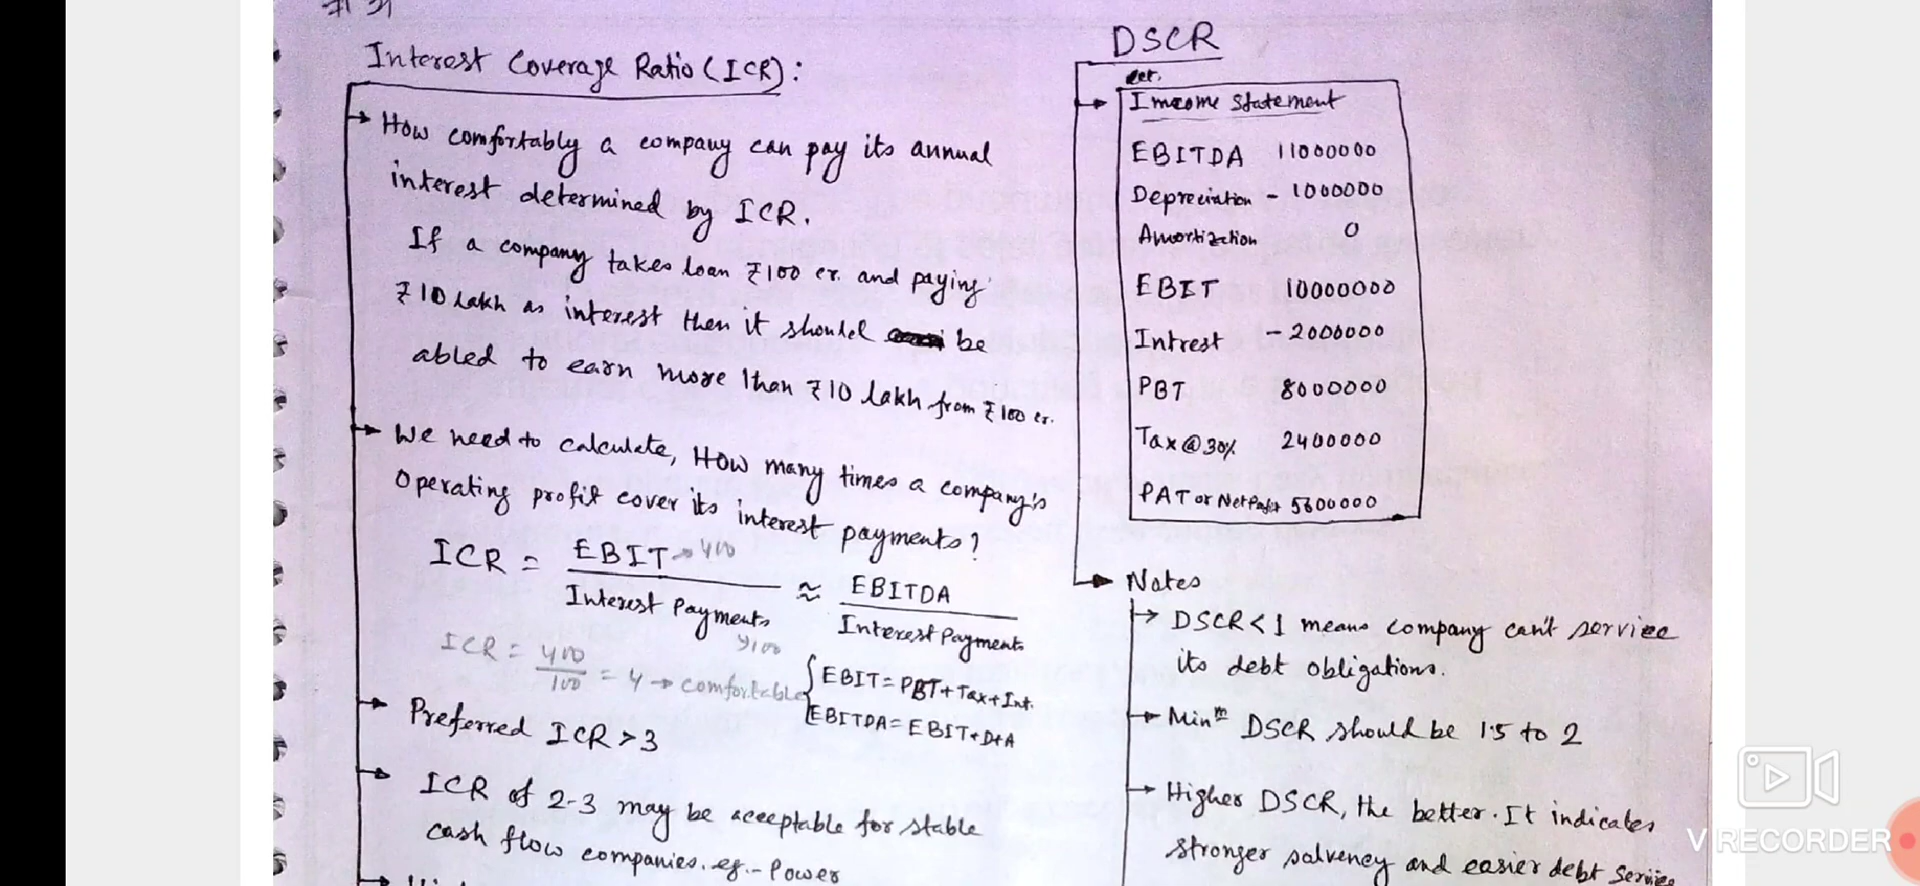 Interest Coverage Ratio (ICR):
→ How comfortably a company can pay its annual
interest determined by ICR.
If a company takes loan ₹100 cr. and paying
₹10 lakh as interest then it should be
abled to earn more than ₹10 lakh from ₹100 cr.
→ We need to calculate, How many times a company's
Operating profit cover its interest payments?
ICR = EBIT → 400 / Interest Payments ≈ EBITDA / Interest Payment
→ 100
ICR = 400 / 100 = 4 → comfortable
{ EBIT = PBT + Tax + Int.
EBITDA = EBIT + D + A
→ Preferred ICR > 3
→ ICR of 2-3 may be acceptable for stable
cash flow companies. eg.- Power
DSCR
Let.
→ Income Statement
EBITDA 11000000
Depreciation - 1000000
Amortization 0
EBIT 10000000
Intrest - 2000000
PBT 8000000
Tax @ 30% 2400000
PAT or Net Profit 5600000
→ Notes
→ DSCR < 1 means company can't service
its debt obligations.
→ Minm DSCR should be 1.5 to 2
→ Higher DSCR, the better. It indicates
stronger solvency and easier debt service
V RECORDER